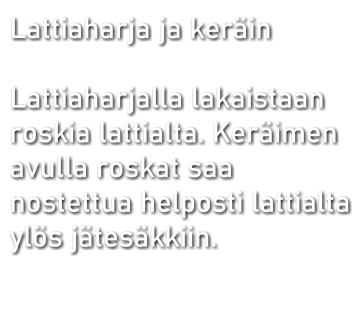 Lattiaharja ja keräin
Lattiaharjalla lakaistaan
roskia lattialta. Keräimen
avulla roskat saa
nostettua helposti lattialta
ylös jätesäkkiin.